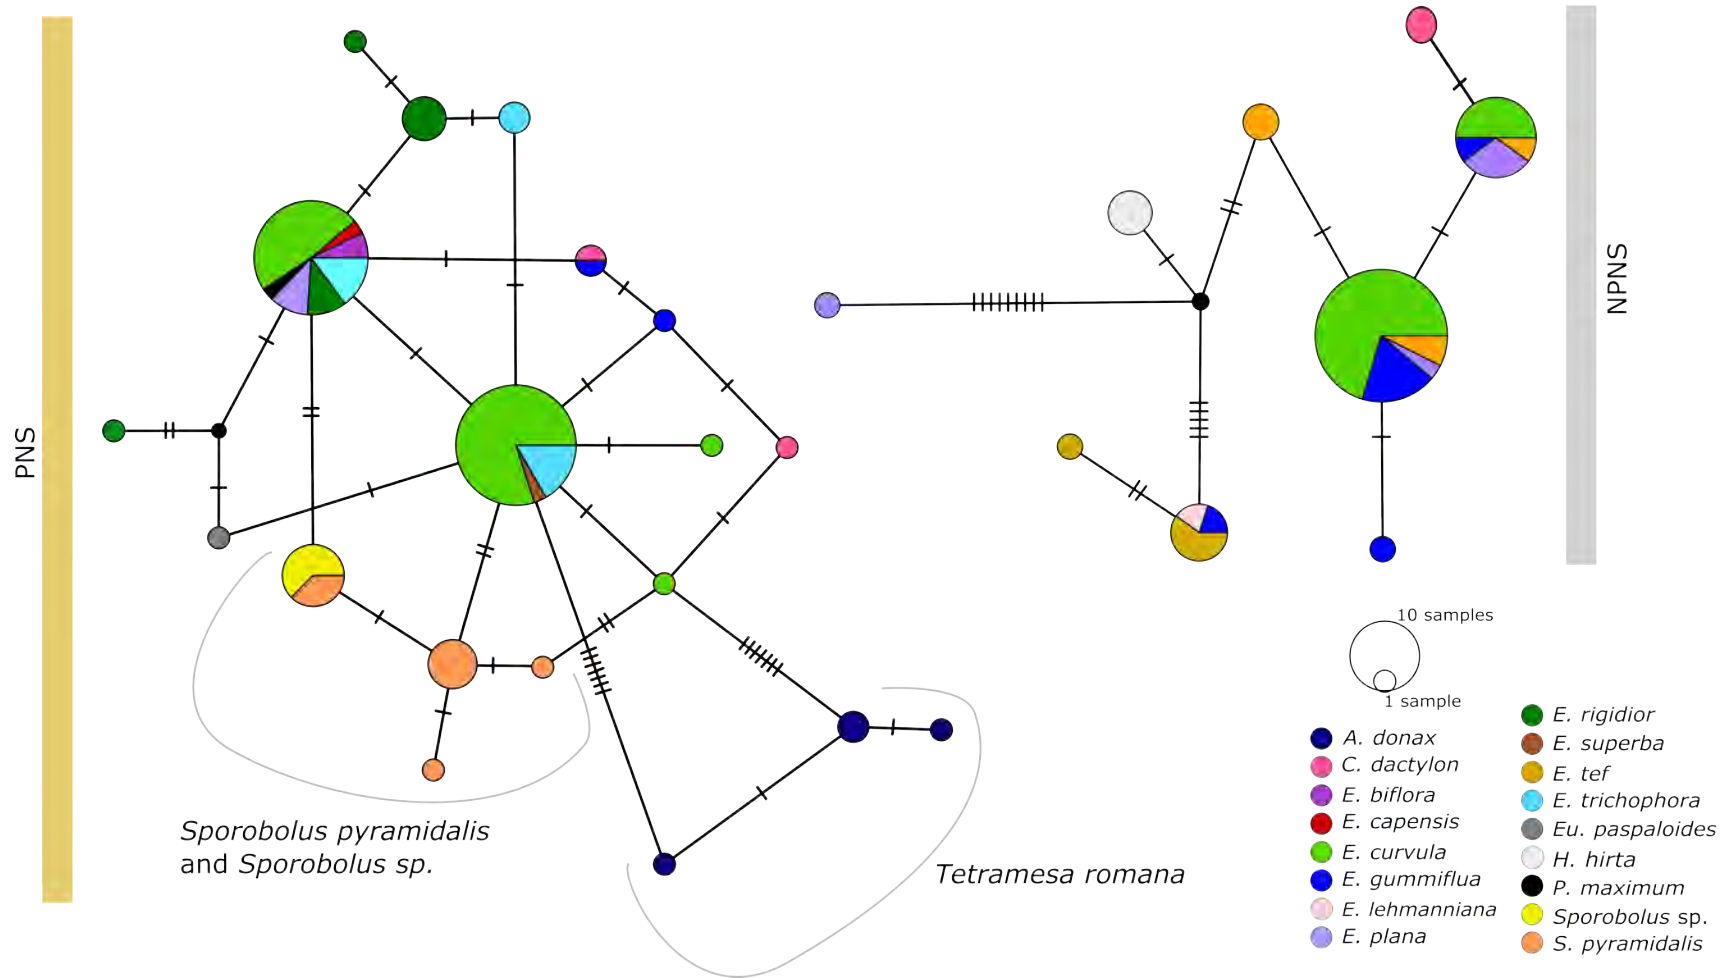 PNS
NPNS
Sporobolus pyramidalis
and Sporobolus sp.
Tetramesa romana
10 samples
1 sample
A. donax
C. dactylon
E. biflora
E. capensis
E. curvula
E. gummiflua
E. lehmanniana
E. plana
E. rigidior
E. superba
E. tef
E. trichophora
Eu. paspaloides
H. hirta
P. maximum
Sporobolus sp.
S. pyramidalis